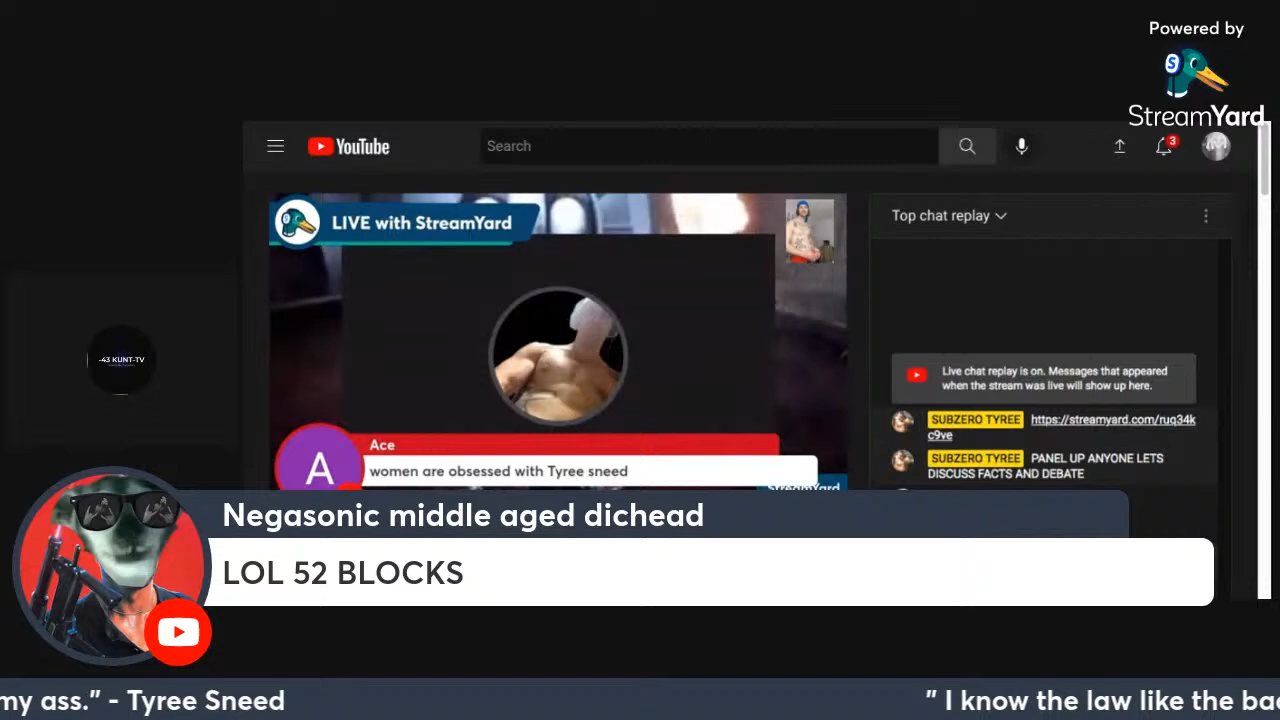 Powered by
StreamYard
YouTube
Search
3
LIVE with StreamYard
Top chat replay
-43 KUNT-TV
Live chat replay is on. Messages that appeared
when the stream was live will show up here.
SUBZERO TYREE https://streamyard.com/ruq34k
c9ve
SUBZERO TYREE PANEL UP ANYONE LETS
DISCUSS FACTS AND DEBATE
A
Ace
women are obsessed with Tyree sneed
StreamYard
Negasonic middle aged dichead
LOL 52 BLOCKS
my ass." - Tyree Sneed
" I know the law like the bac